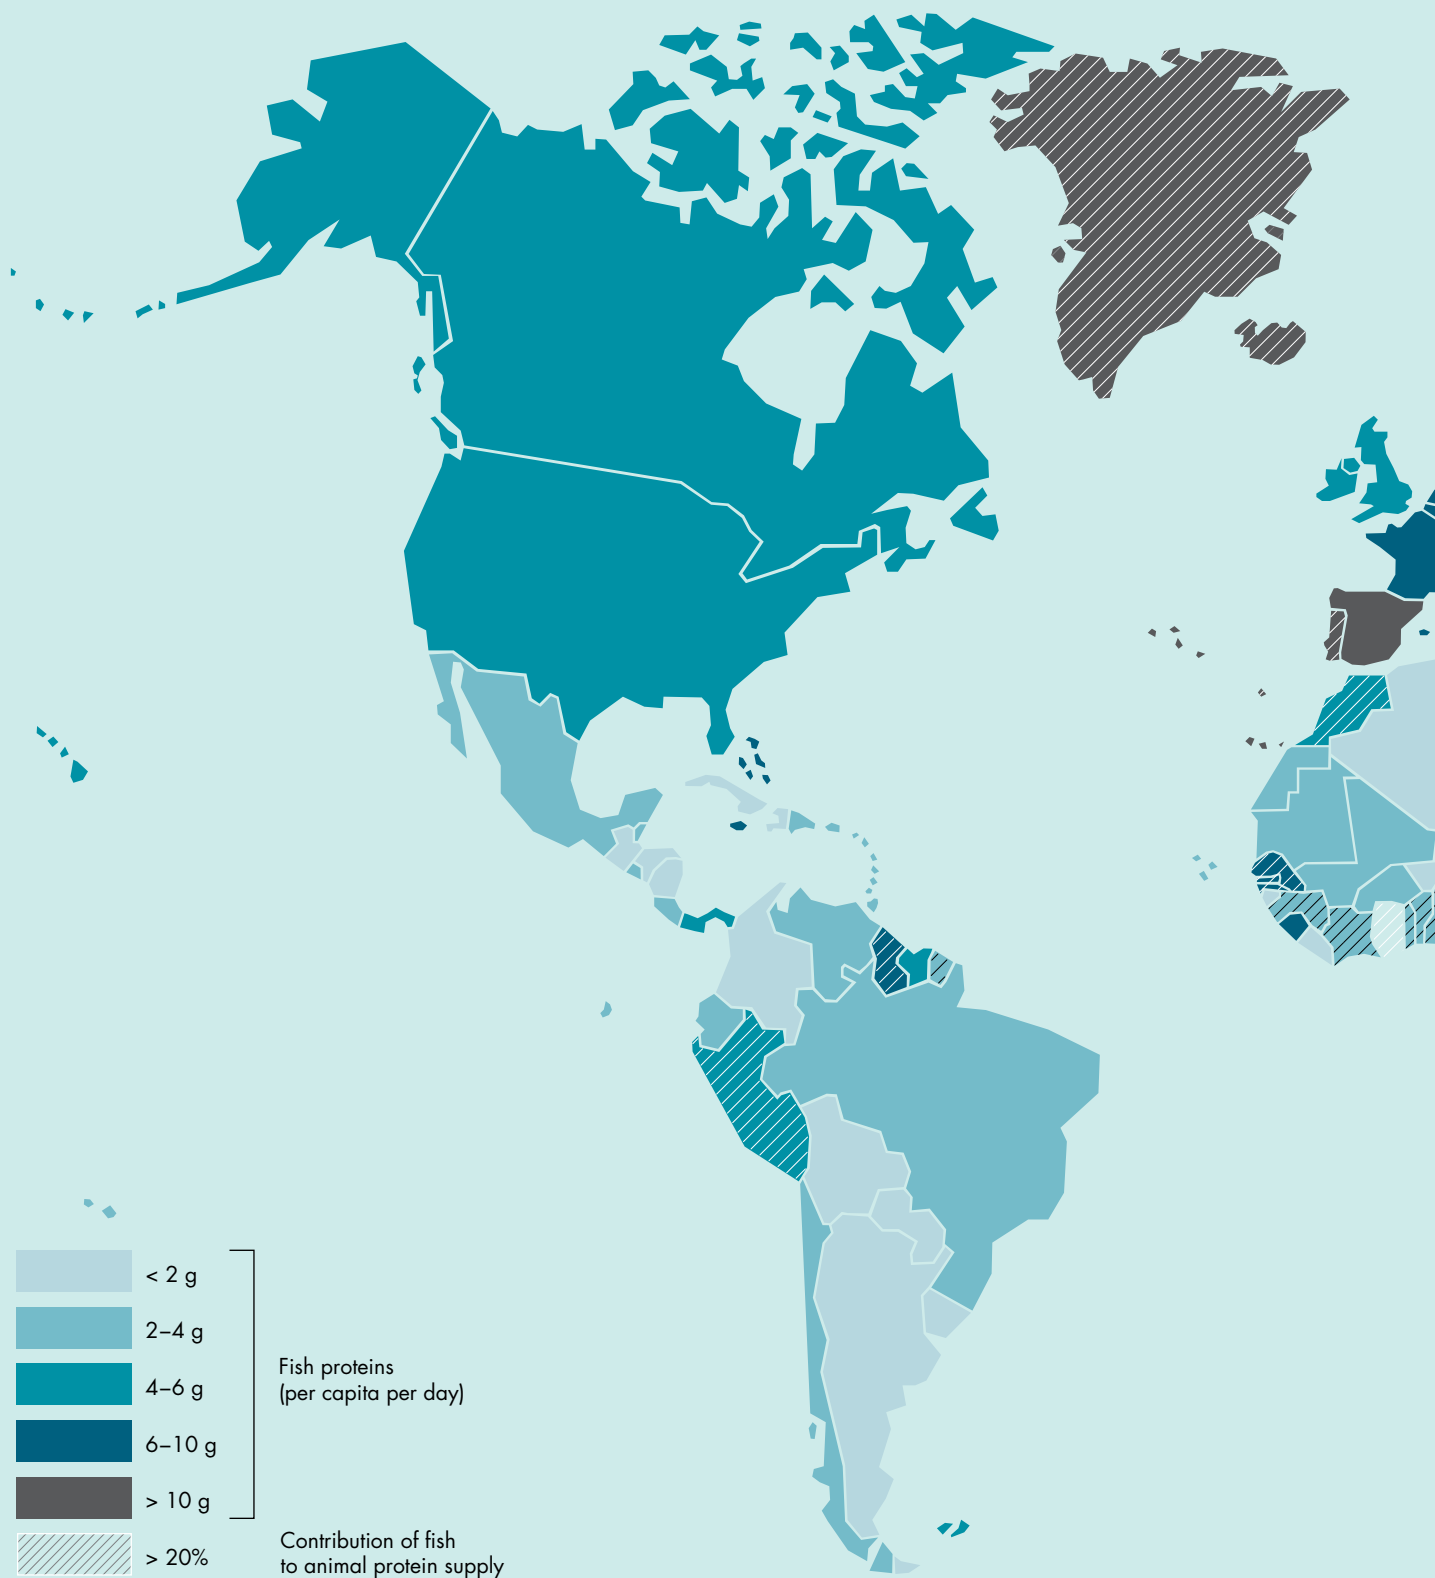 < 2 g
2–4 g
4–6 g
6–10 g
> 10 g
Fish proteins
(per capita per day)
> 20%
Contribution of fish
to animal protein supply